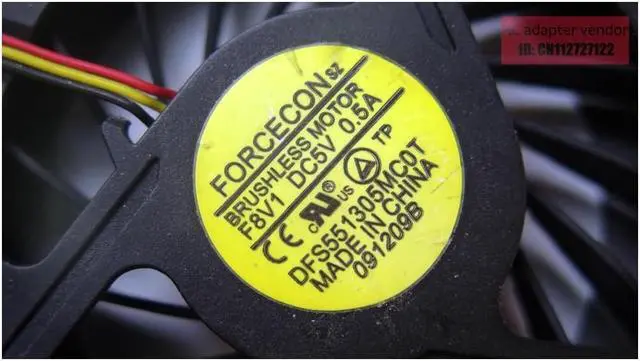 adapter vendor
ID: CN112727122
FORCECON SZ
BRUSHLESS MOTOR
F8V1 DC5V 0.5A
CE c UR ® US TP
DFS551305MC0T
MADE IN CHINA
091209B